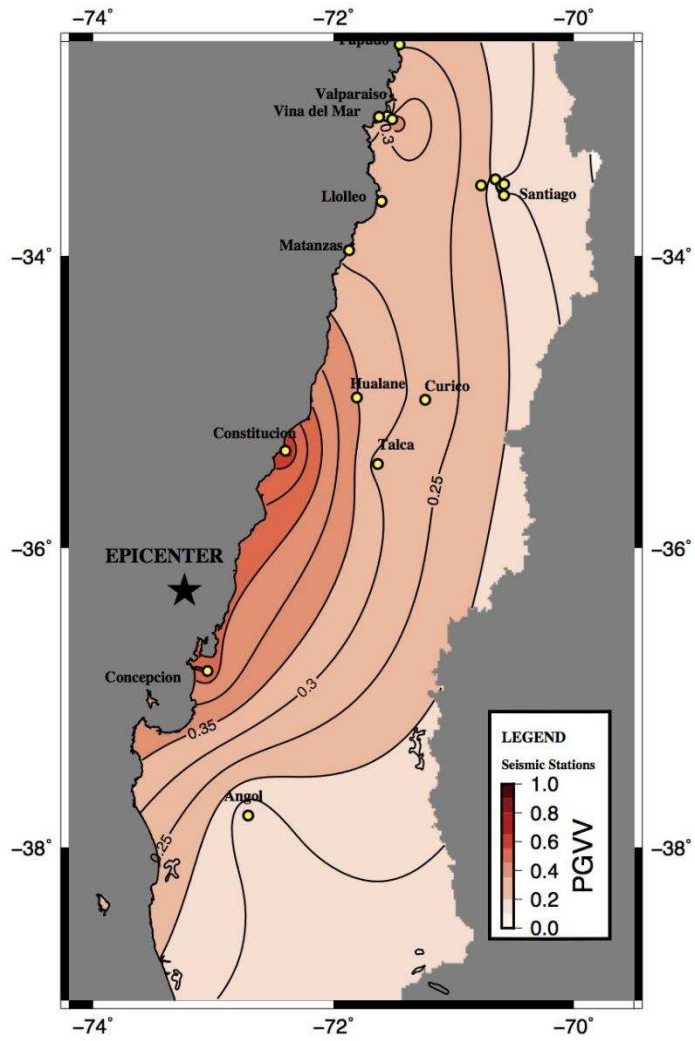 −74° −72° −70°
Papudo
Valparaiso
Vina del Mar
0.3
Llolleo
Santiago
−34° −34°
Matanzas
Hualane
Curico
Constitucion
Talca
0.25
−36° −36°
EPICENTER
Concepcion
0.3
0.35
LEGEND
Seismic Stations
1.0
0.8
0.6
0.4
0.2
0.0
PGVV
Angol
0.25
−38° −38°
−74° −72° −70°